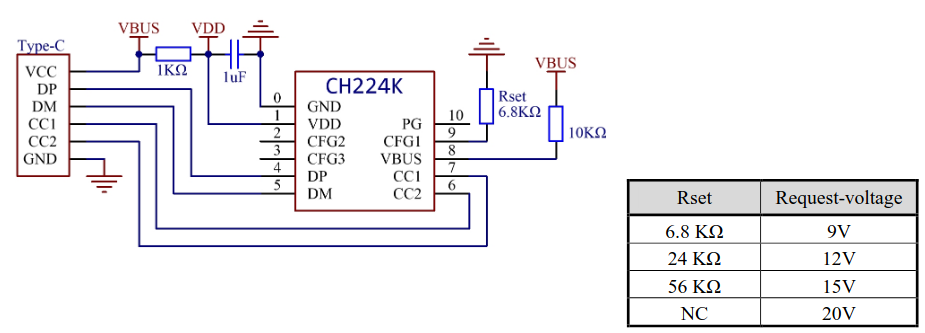 VBUS VDD
Type-C
1KΩ 1uF
VCC
DP
DM
CC1
CC2
GND
CH224K
0 GND
1 VDD
2 CFG2
3 CFG3
4 DP
5 DM
PG 10
CFG1 9
VBUS 8
CC1 7
CC2 6
Rset
6.8KΩ
VBUS
10KΩ
Rset Request-voltage
6.8 KΩ 9V
24 KΩ 12V
56 KΩ 15V
NC 20V